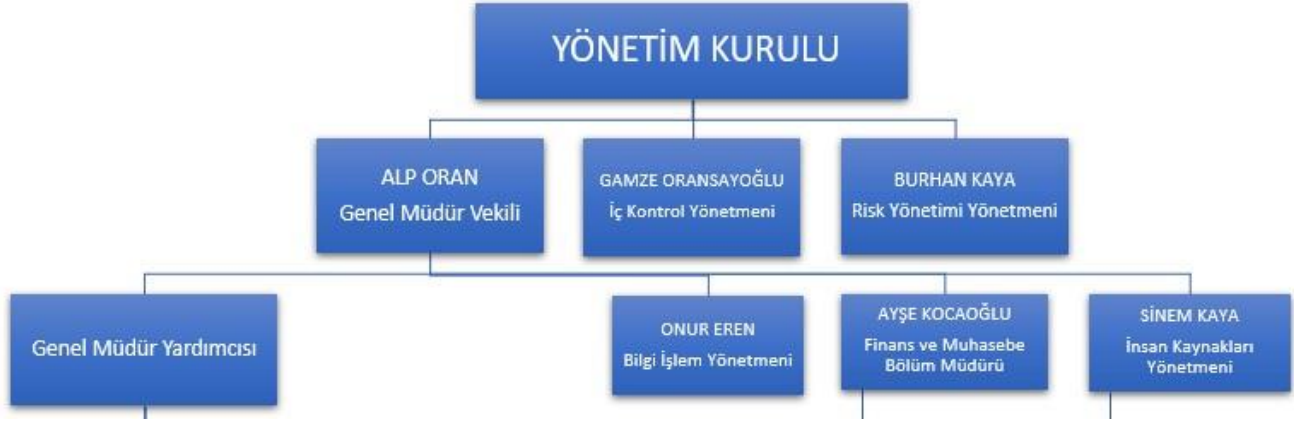 YÖNETİM KURULU
ALP ORAN
Genel Müdür Vekili
GAMZE ORANSAYOĞLU
İç Kontrol Yönetmeni
BURHAN KAYA
Risk Yönetimi Yönetmeni
Genel Müdür Yardımcısı
ONUR EREN
Bilgi İşlem Yönetmeni
AYŞE KOCAOĞLU
Finans ve Muhasebe
Bölüm Müdürü
SİNEM KAYA
İnsan Kaynakları
Yönetmeni